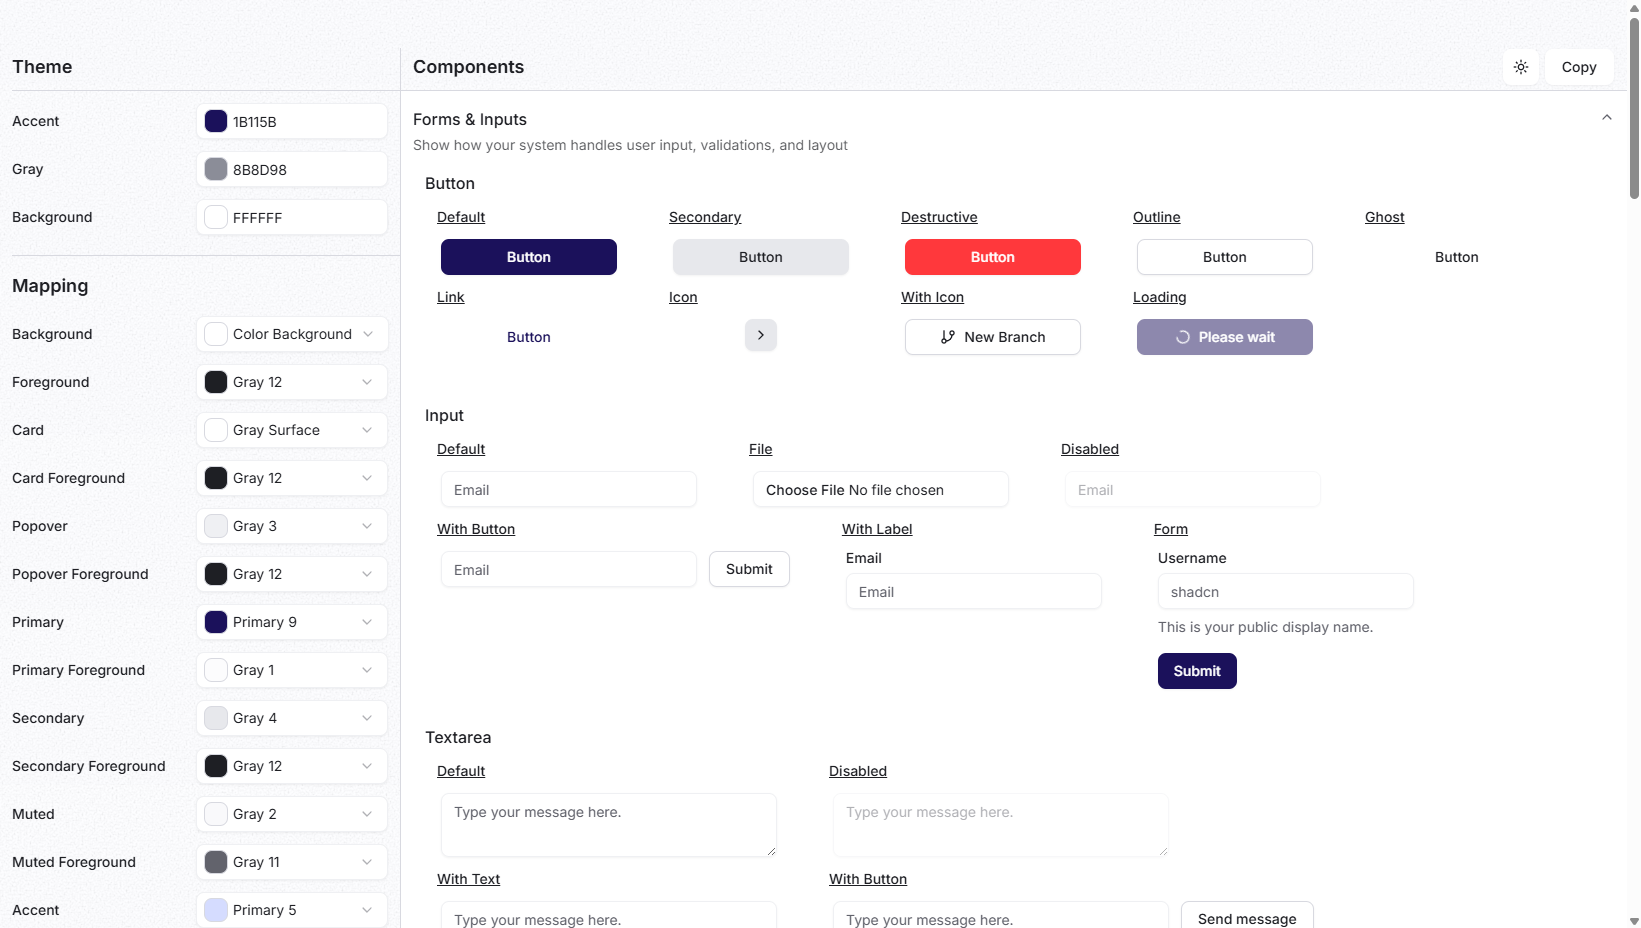 Theme
Accent
1B115B
Gray
8B8D98
Background
FFFFFF
Mapping
Background
Color Background
Foreground
Gray 12
Card
Gray Surface
Card Foreground
Gray 12
Popover
Gray 3
Popover Foreground
Gray 12
Primary
Primary 9
Primary Foreground
Gray 1
Secondary
Gray 4
Secondary Foreground
Gray 12
Muted
Gray 2
Muted Foreground
Gray 11
Accent
Primary 5
Components
Copy
Forms & Inputs
Show how your system handles user input, validations, and layout
Button
Default
Secondary
Destructive
Outline
Ghost
Button
Button
Button
Button
Button
Link
Icon
With Icon
Loading
Button
New Branch
Please wait
Input
Default
File
Disabled
Email
Choose File No file chosen
Email
With Button
With Label
Form
Email
Submit
Email
Email
Username
shadcn
This is your public display name.
Submit
Textarea
Default
Disabled
Type your message here.
Type your message here.
With Text
With Button
Type your message here.
Type your message here.
Send message